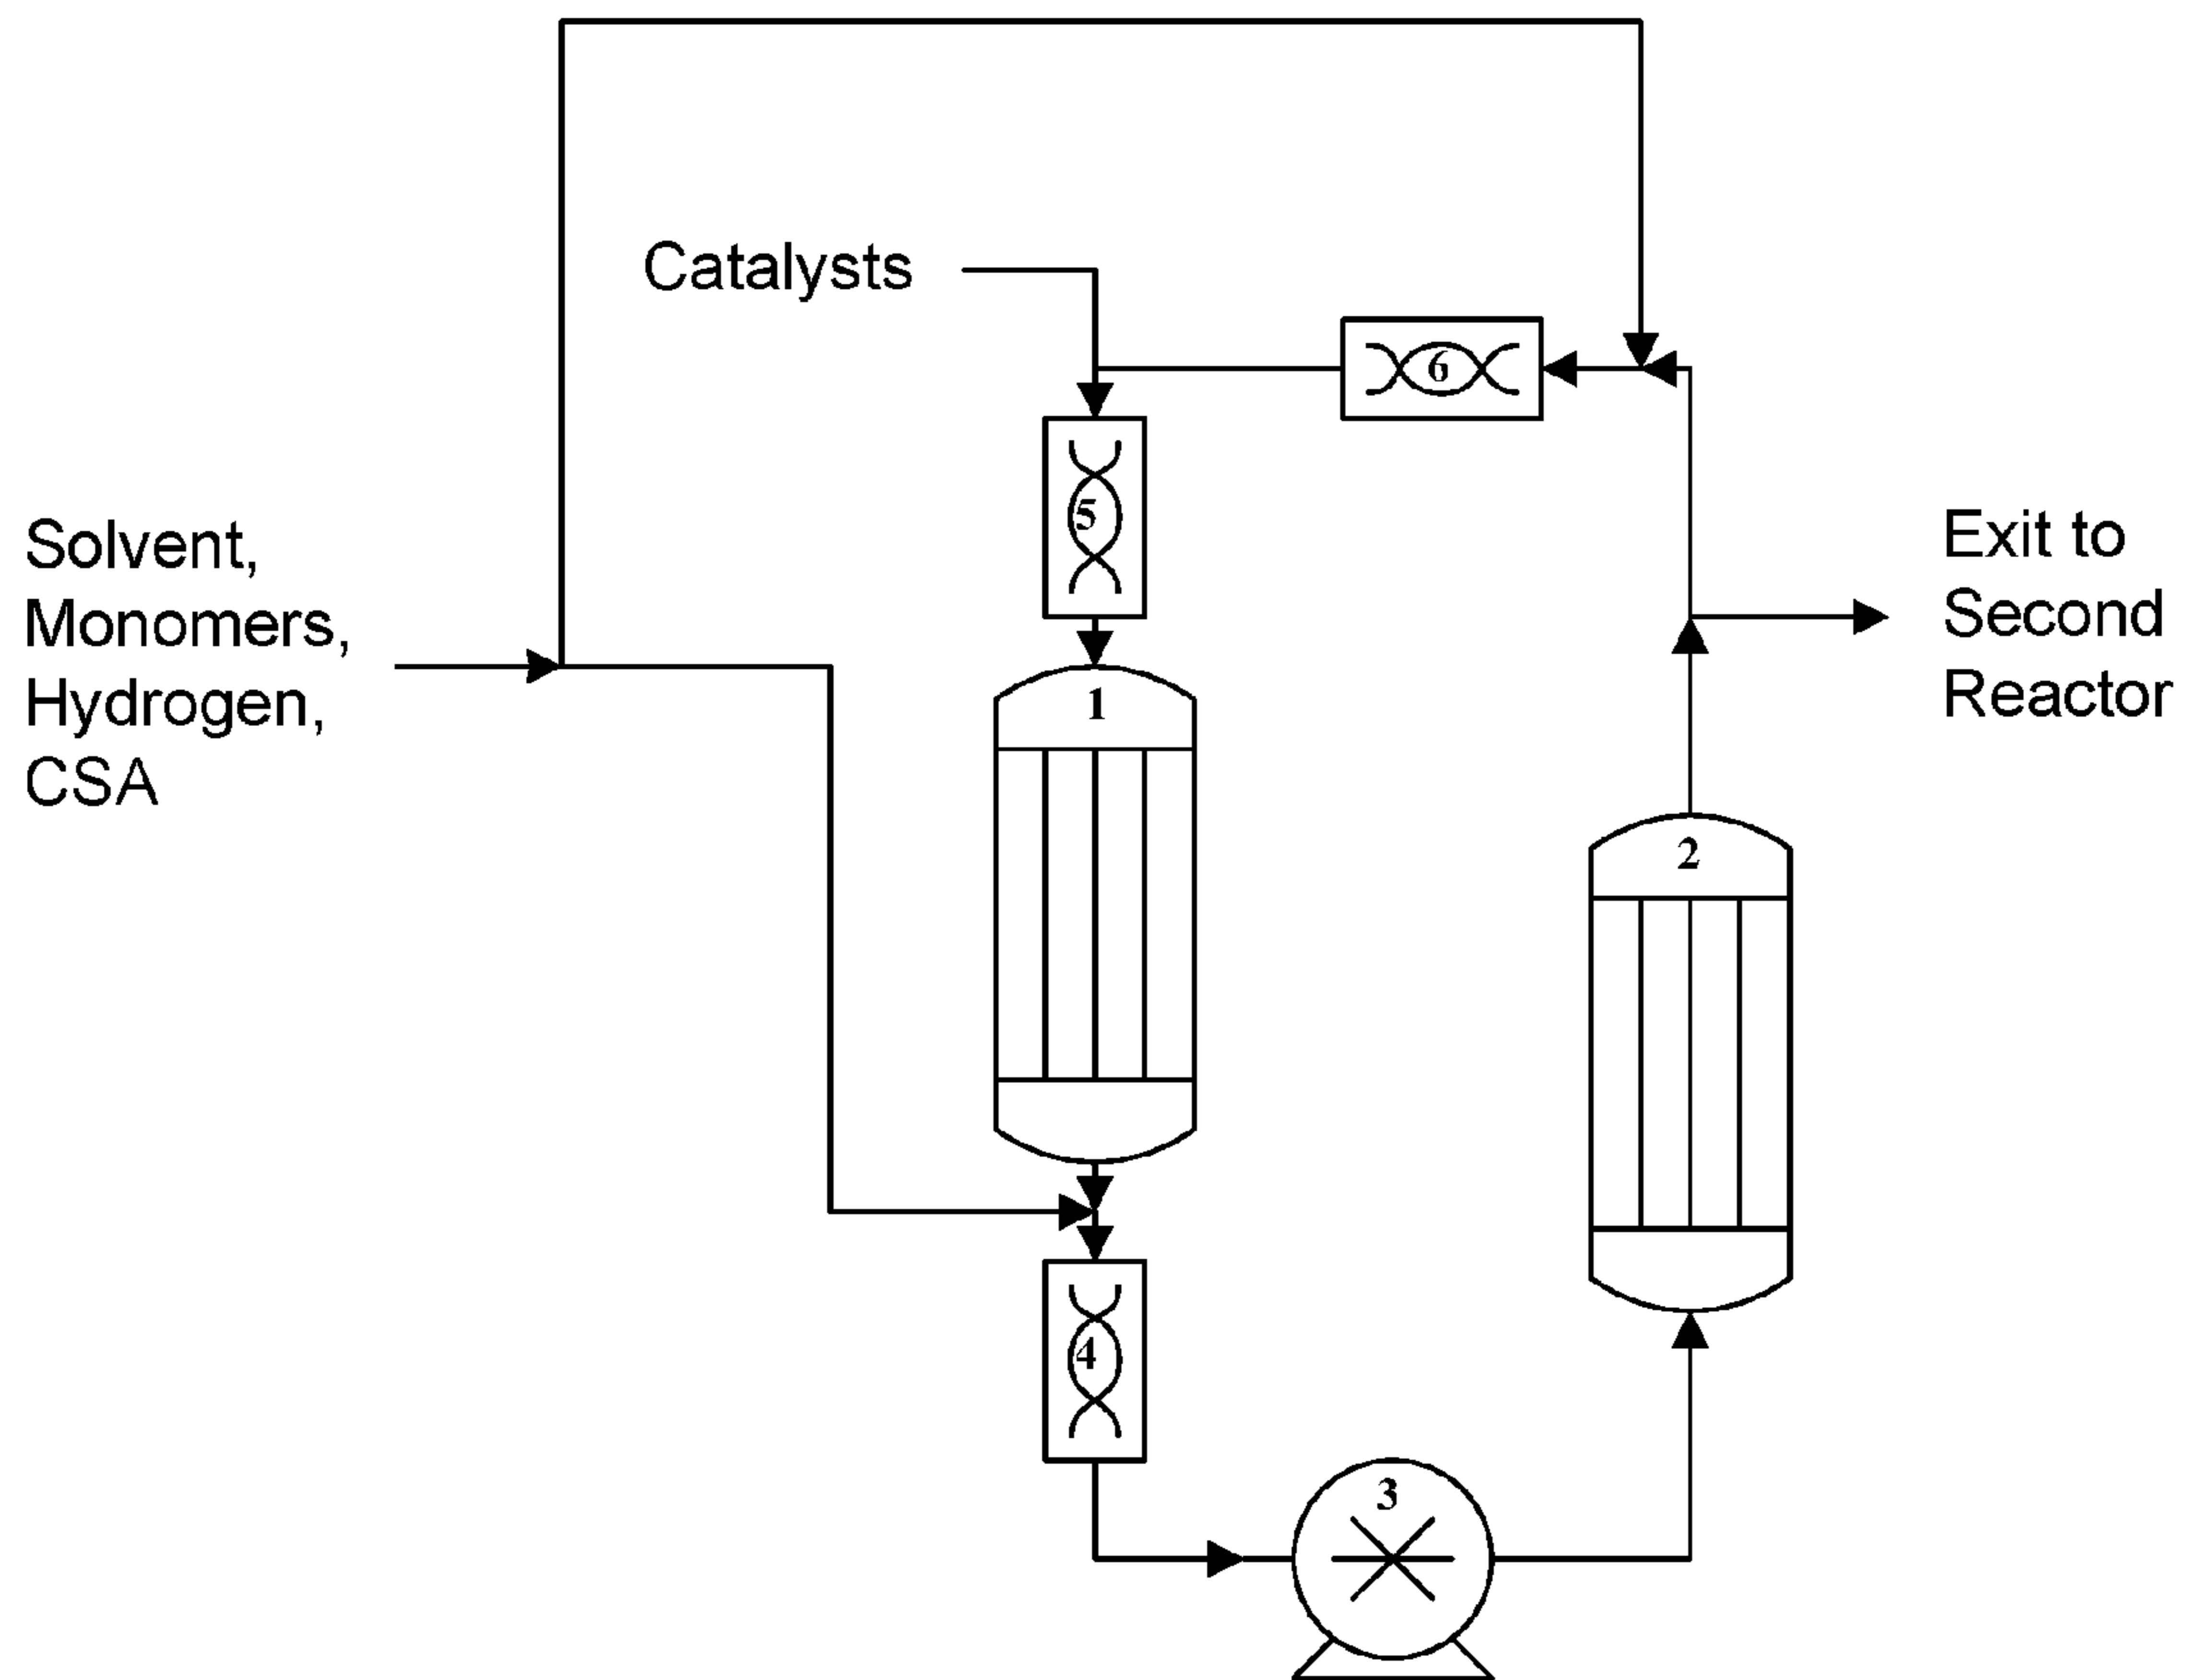 Catalysts
6
5
Solvent,
Monomers,
Hydrogen,
CSA
Exit to
Second
Reactor
1
2
4
3